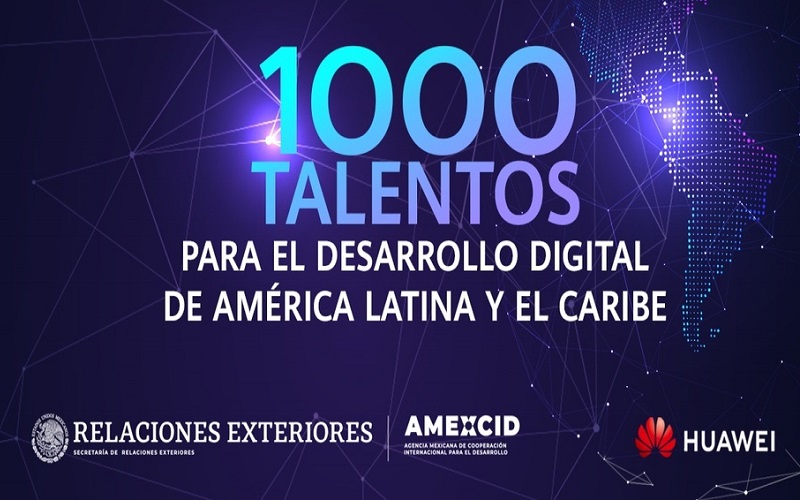 1000
TALENTOS
PARA EL DESARROLLO DIGITAL
DE AMÉRICA LATINA Y EL CARIBE
RELACIONES EXTERIORES
SECRETARÍA DE RELACIONES EXTERIORES
AMEXCID
AGENCIA MEXICANA DE COOPERACIÓN
INTERNACIONAL PARA EL DESARROLLO
HUAWEI